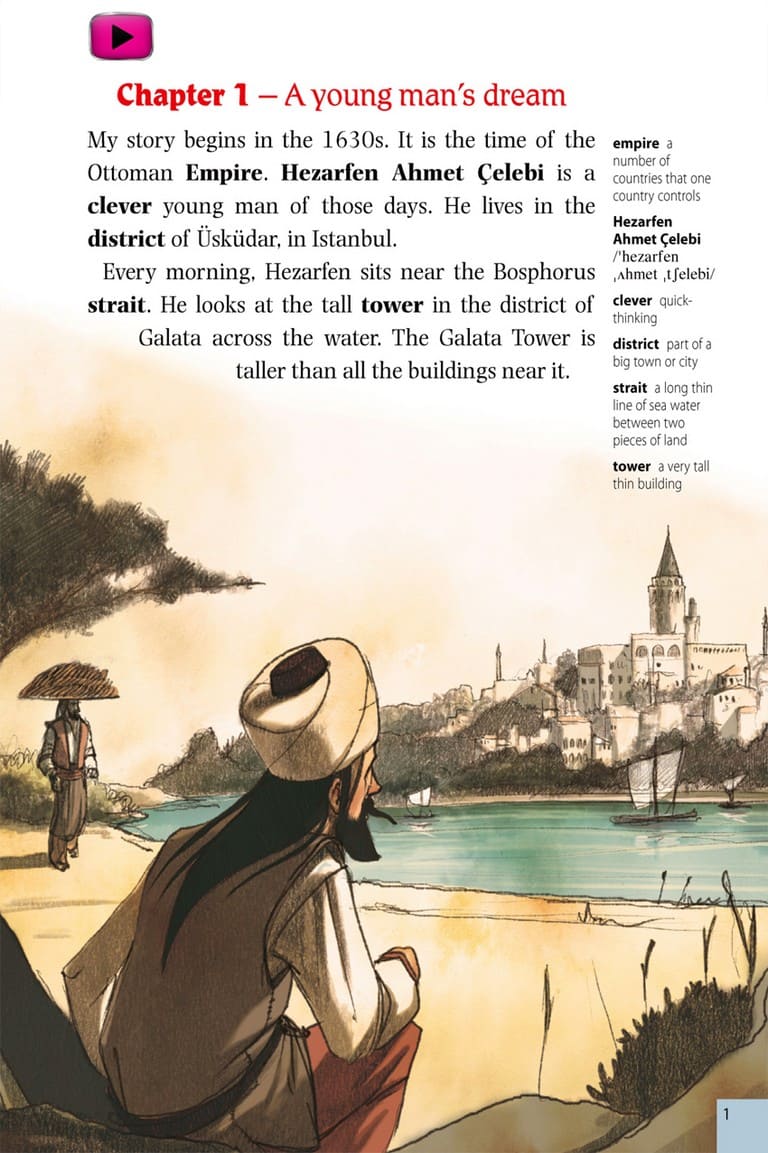 Chapter 1 – A young man's dream
My story begins in the 1630s. It is the time of the
Ottoman Empire. Hezarfen Ahmet Çelebi is a
clever young man of those days. He lives in the
district of Üsküdar, in Istanbul.
Every morning, Hezarfen sits near the Bosphorus
strait. He looks at the tall tower in the district of
Galata across the water. The Galata Tower is
taller than all the buildings near it.
empire a
number of
countries that one
country controls
Hezarfen
Ahmet Çelebi
/ˈhezarfen
ˌʌhmet ˌtʃelebi/
clever quick-
thinking
district part of a
big town or city
strait a long thin
line of sea water
between two
pieces of land
tower a very tall
thin building
1